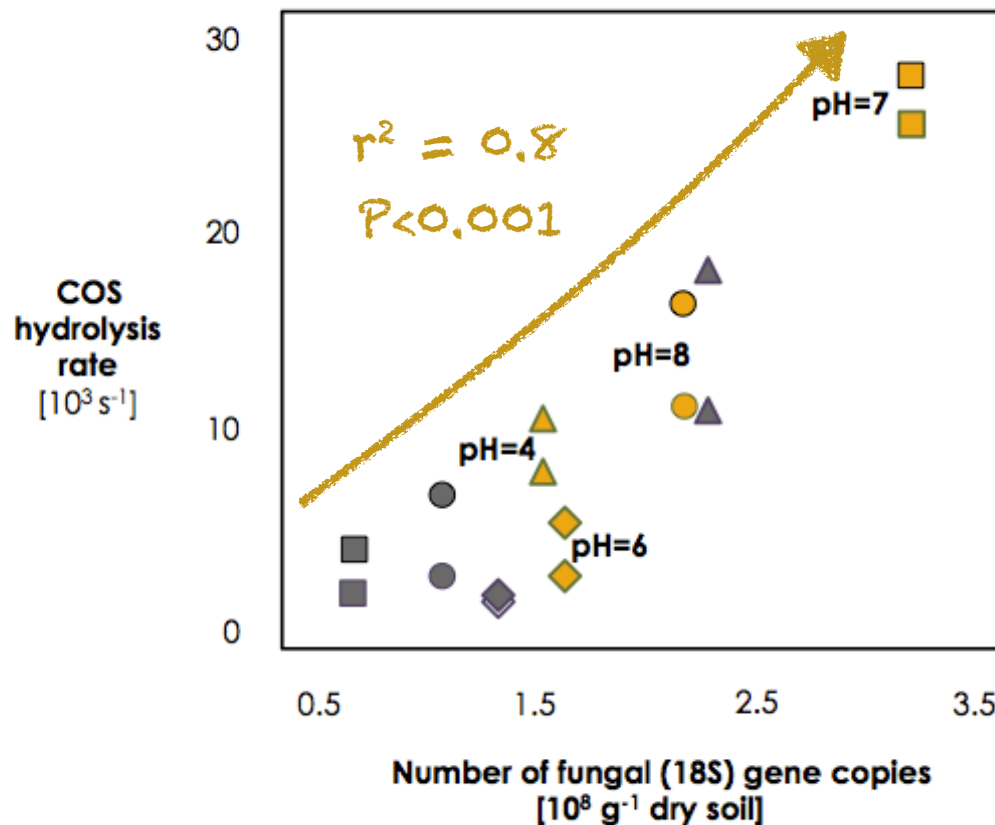 30
20
10
0
COS
hydrolysis
rate
[10³ s⁻¹]
r² = 0.8
P<0.001
pH=7
pH=8
pH=4
pH=6
0.5
1.5
2.5
3.5
Number of fungal (18S) gene copies
[10⁸ g⁻¹ dry soil]